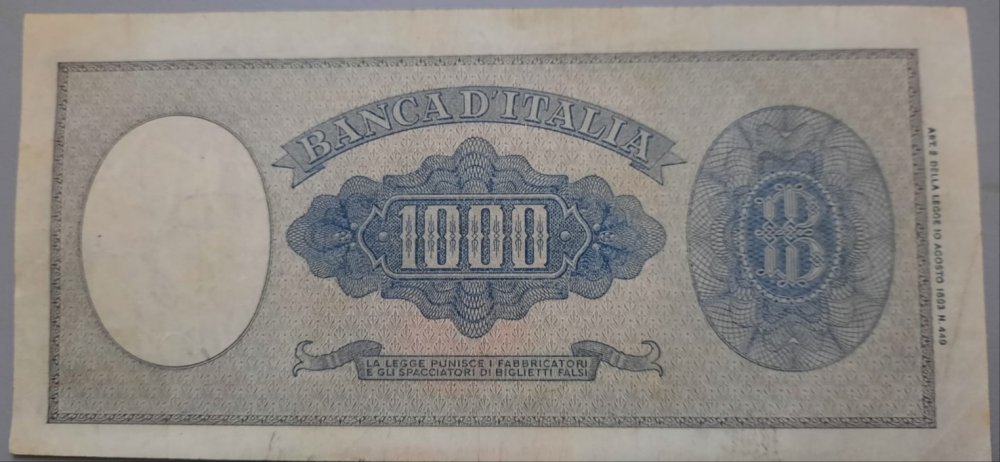 BANCA D'ITALIA
1000
LA LEGGE PUNISCE I FABBRICATORI
E GLI SPACCIATORI DI BIGLIETTI FALSI
ART. 2 DELLA LEGGE 10 AGOSTO 1893 N. 449